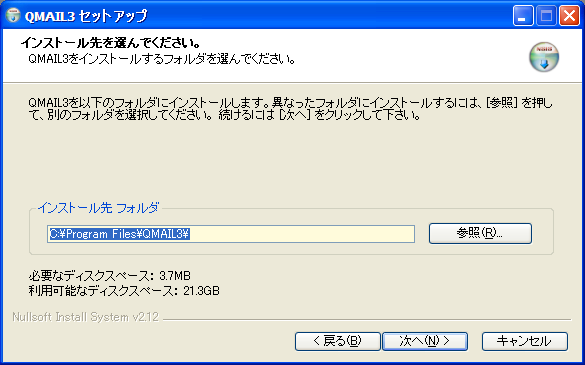 QMAIL3 セットアップ
インストール先を選んでください。
QMAIL3をインストールするフォルダを選んでください。
QMAIL3を以下のフォルダにインストールします。異なったフォルダにインストールするには、[参照] を押し
て、別のフォルダを選択してください。 続けるには [次へ] をクリックして下さい。
インストール先 フォルダ
C:¥Program Files¥QMAIL3¥
参照(R)...
必要なディスクスペース: 3.7MB
利用可能なディスクスペース: 21.3GB
Nullsoft Install System v2.12
< 戻る(B)
次へ(N) >
キャンセル